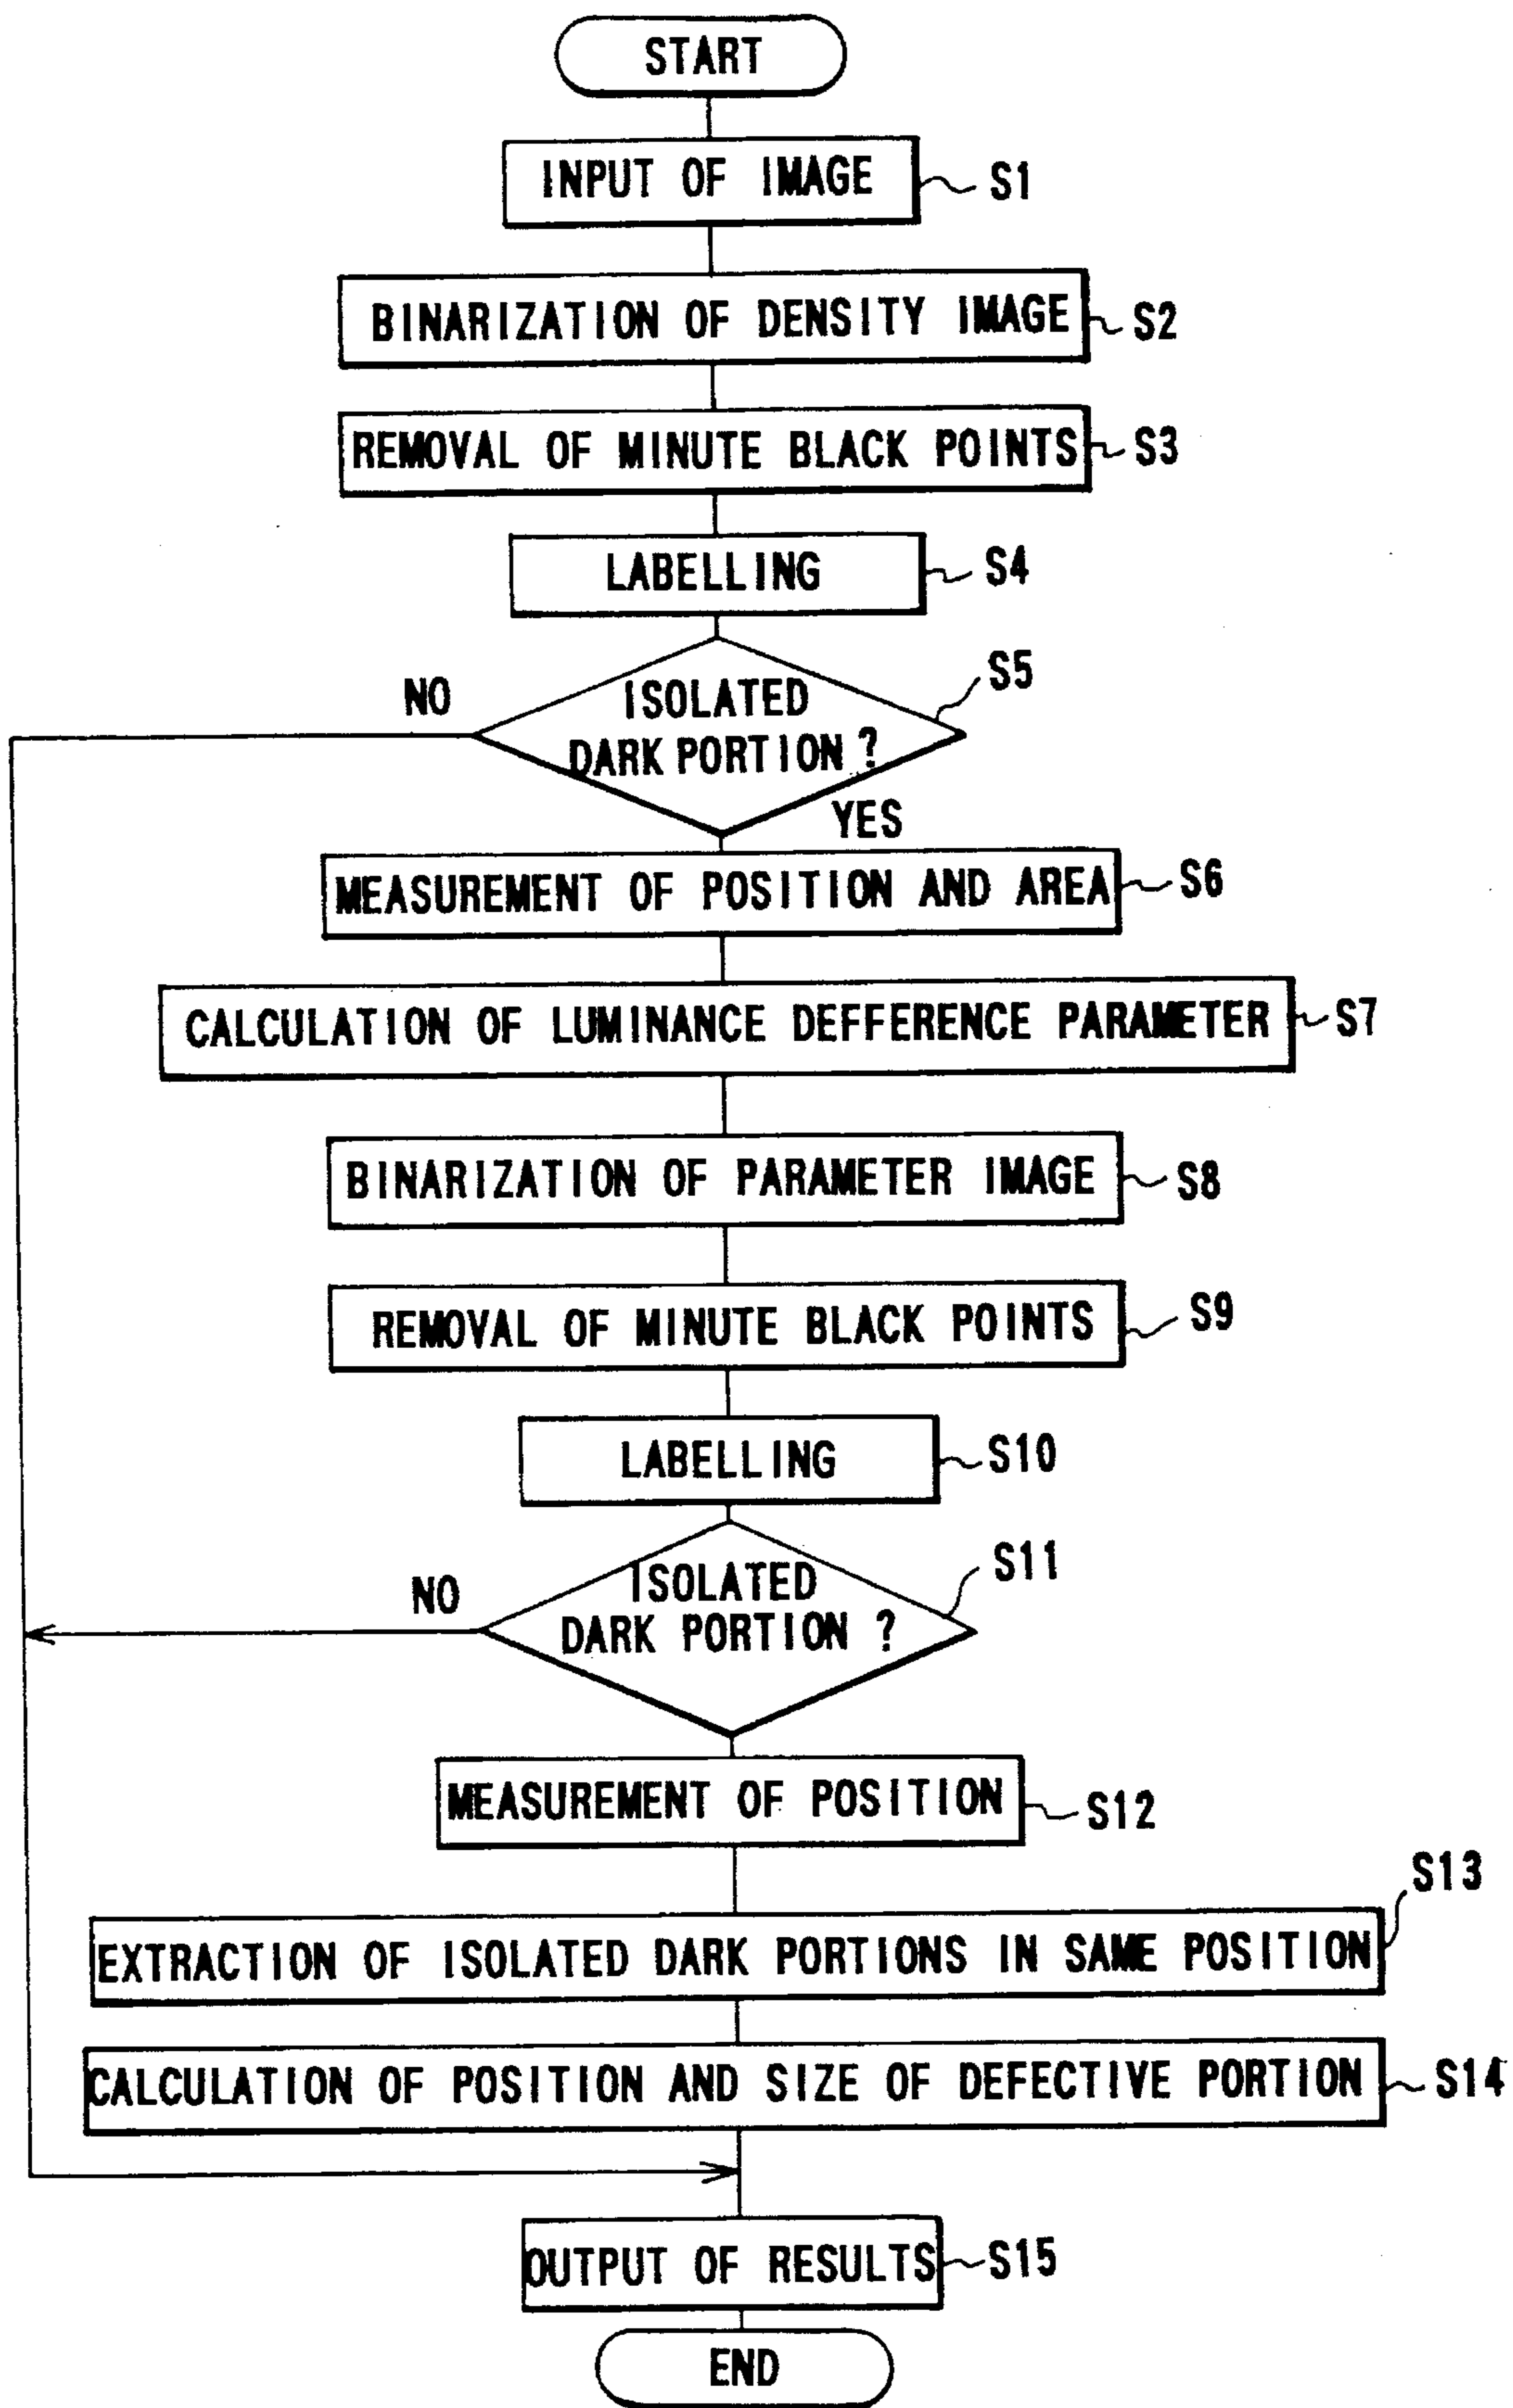 START
INPUT OF IMAGE
S1
BINARIZATION OF DENSITY IMAGE
S2
REMOVAL OF MINUTE BLACK POINTS
S3
LABELLING
S4
ISOLATED
DARK PORTION ?
S5
NO
YES
MEASUREMENT OF POSITION AND AREA
S6
CALCULATION OF LUMINANCE DEFFERENCE PARAMETER
S7
BINARIZATION OF PARAMETER IMAGE
S8
REMOVAL OF MINUTE BLACK POINTS
S9
LABELLING
S10
ISOLATED
DARK PORTION ?
S11
NO
MEASUREMENT OF POSITION
S12
S13
EXTRACTION OF ISOLATED DARK PORTIONS IN SAME POSITION
CALCULATION OF POSITION AND SIZE OF DEFECTIVE PORTION
S14
OUTPUT OF RESULTS
S15
END